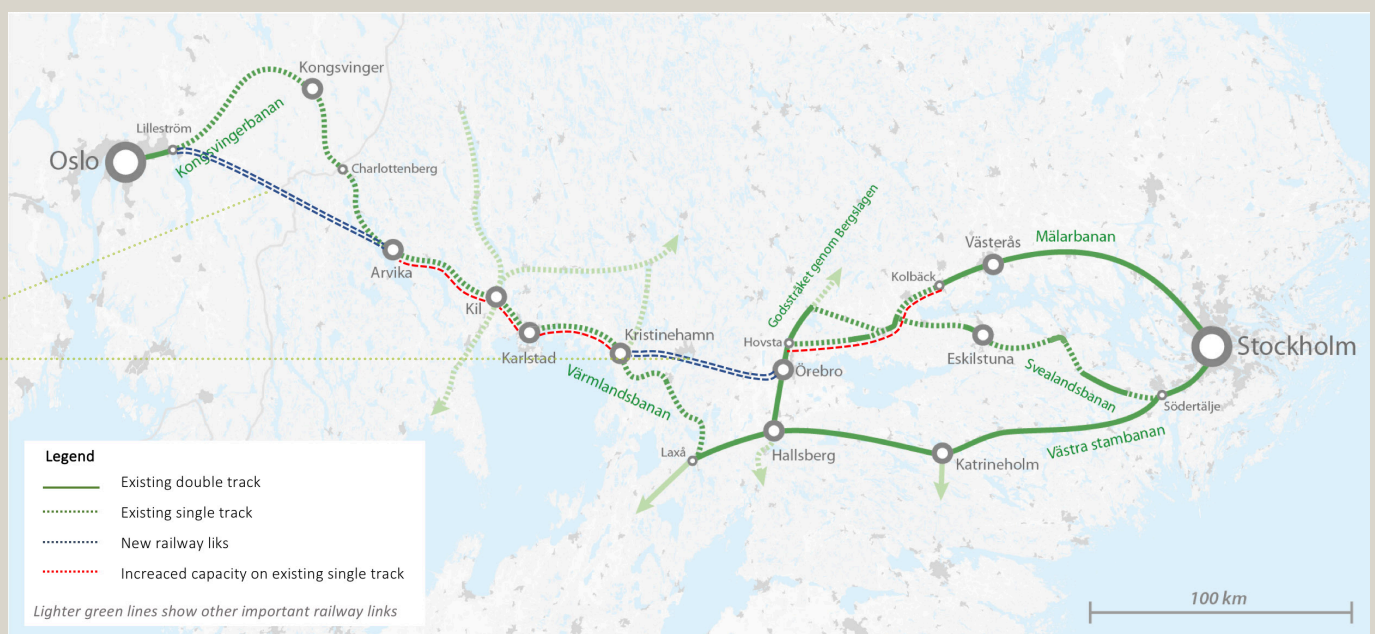 Kongsvinger
Lilleström
Oslo
Kongsvingerbanan
Charlottenberg
Arvika
Kil
Karlstad
Kristinehamn
Värmlandsbanan
Laxå
Godsstråket genom Bergslagen
Hovsta
Örebro
Hallsberg
Kolbäck
Västerås
Mälarbanan
Eskilstuna
Svealandsbanan
Stockholm
Södertälje
Västra stambanan
Katrineholm
Legend
Existing double track
Existing single track
New railway liks
Increaced capacity on existing single track
Lighter green lines show other important railway links
100 km